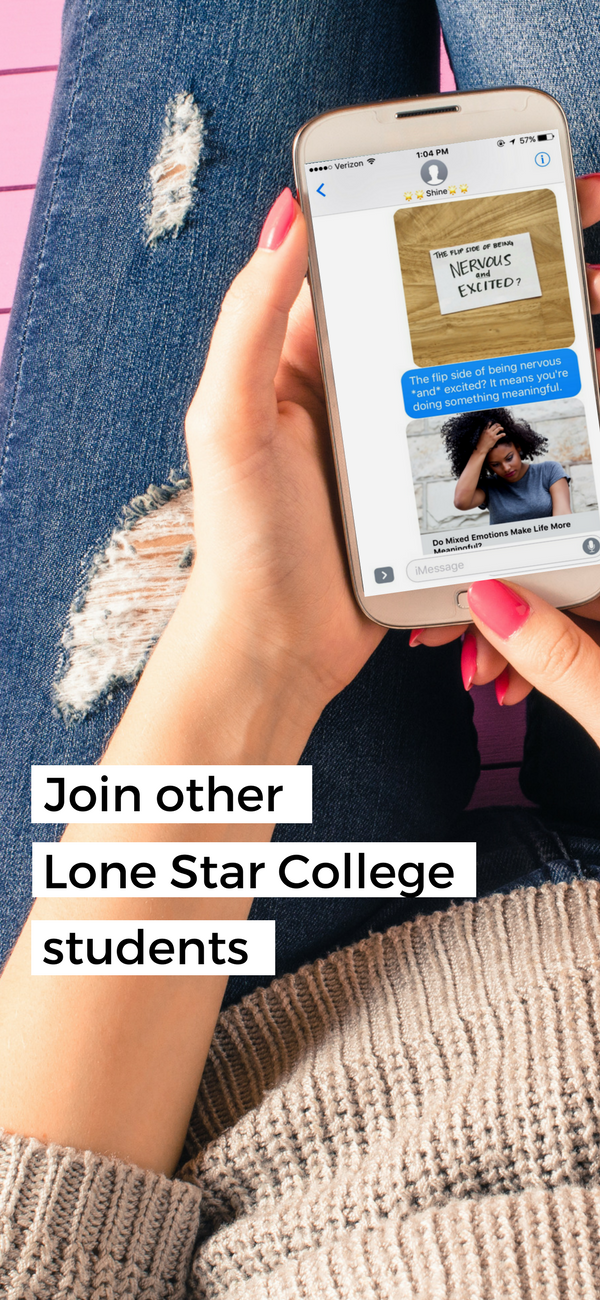 Verizon 1:04 PM 57%
Shine
THE FLIP SIDE OF BEING
NERVOUS
and
EXCITED?
The flip side of being nervous
*and* excited? It means you're
doing something meaningful.
Do Mixed Emotions Make Life More
Meaningful?
iMessage
Join other
Lone Star College
students